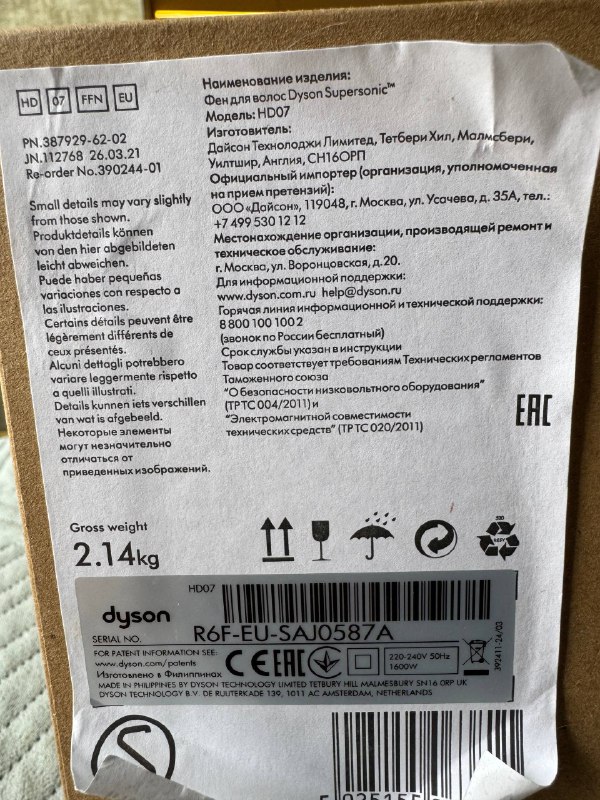 HD 07 FFN EU
PN.387929-62-02
JN.112768 26.03.21
Re-order No.390244-01
Small details may vary slightly
from those shown.
Produktdetails können
von den hier abgebildeten
leicht abweichen.
Puede haber pequeñas
variaciones con respecto a
las ilustraciones.
Certains détails peuvent être
légèrement différents de
ceux présentés.
Alcuni dettagli potrebbero
variare leggermente rispetto
a quelli illustrati.
Details kunnen iets verschillen
van wat is afgebeeld.
Некоторые элементы
могут незначительно
отличаться от
приведенных изображений.
Наименование изделия:
Фен для волос Dyson Supersonic™
Модель: HD07
Изготовитель:
Дайсон Технолоджи Лимитед, Тетбери Хил, Малмсбери,
Уилтшир, Англия, СН16ОРП
Официальный импортер (организация, уполномоченная
на прием претензий):
ООО «Дайсон», 119048, г. Москва, ул. Усачева, д. 35А, тел.:
+7 499 530 12 12
Местонахождение организации, производящей ремонт и
техническое обслуживание:
г. Москва, ул. Воронцовская, д.20.
Для информационной поддержки:
www.dyson.com.ru help@dyson.ru
Горячая линия информационной и технической поддержки:
8 800 100 100 2
(звонок по России бесплатный)
Срок службы указан в инструкции
Товар соответствует требованиям Технических регламентов
Таможенного союза
"О безопасности низковольтного оборудования"
(ТР ТС 004/2011) и
"Электромагнитной совместимости
технических средств" (ТР ТС 020/2011)
EAC
Gross weight
2.14kg
HD07
dyson
SERIAL NO. R6F-EU-SAJ0587A
FOR PATENT INFORMATION SEE:
www.dyson.com/patents
Изготовлено в Филиппинах
CE EAC
220-240V 50Hz
1600W
392411-24/03
MADE IN PHILIPPINES BY DYSON TECHNOLOGY LIMITED TETBURY HILL MALMESBURY SN16 0RP UK
DYSON TECHNOLOGY B.V. DE RUITERKADE 139, 1011 AC AMSTERDAM, NETHERLANDS